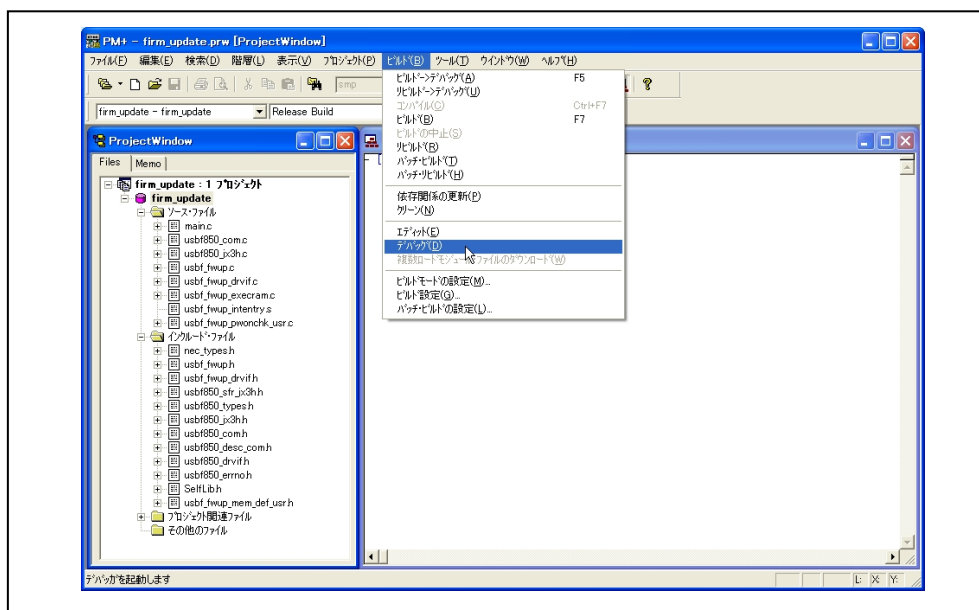 PM+ - firm_update.prw [ProjectWindow]
ファイル(F) 編集(E) 検索(D) 階層(L) 表示(V) プロジェクト(P) ビルド(B) ツール(T) ウインドウ(W) ヘルプ(H)
smp
firm_update - firm_update Release Build
ビルド->デバッグ(A) F5
リビルド->デバッグ(U)
コンパイル(C) Ctrl+F7
ビルド(B) F7
ビルドの中止(S)
リビルド(R)
バッチ・ビルド(T)
バッチ・リビルド(H)
依存関係の更新(P)
クリーン(N)
エディット(E)
デバッグ(D)
複数ロードモジュールファイルのダウンロード(W)
ビルドモードの設定(M)...
ビルド設定(G)...
バッチ・ビルドの設定(L)...
ProjectWindow
Files Memo
firm_update : 1 プロジェクト
firm_update
ソース・ファイル
main.c
usbf850_com.c
usbf850_jx3h.c
usbf_fwup.c
usbf_fwup_drvif.c
usbf_fwup_execram.c
usbf_fwup_intentry.s
usbf_fwup_pwonchk_usr.c
インクルード・ファイル
nec_types.h
usbf_fwup.h
usbf_fwup_drvif.h
usbf850_sfr_jx3h.h
usbf850_types.h
usbf850_jx3h.h
usbf850_com.h
usbf850_desc_com.h
usbf850_drvif.h
usbf850_errno.h
SelfLib.h
usbf_fwup_mem_def_usr.h
プロジェクト関連ファイル
その他のファイル
デバッガを起動します
L: X: Y: